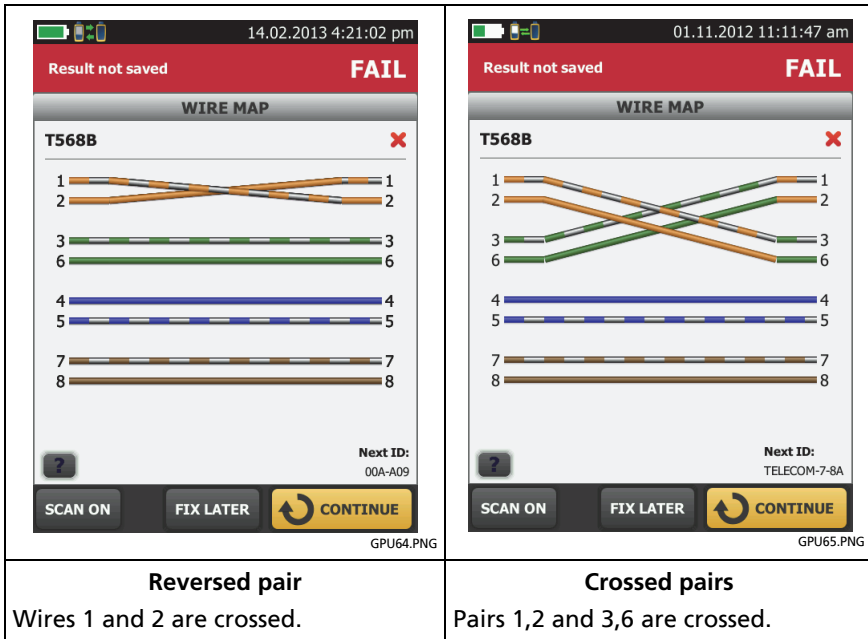 14.02.2013 4:21:02 pm
Result not saved FAIL
WIRE MAP
T568B
1 1
2 2
3 3
6 6
4 4
5 5
7 7
8 8
Next ID:
?
00A-A09
SCAN ON FIX LATER CONTINUE
GPU64.PNG
Reversed pair
Wires 1 and 2 are crossed.
01.11.2012 11:11:47 am
Result not saved FAIL
WIRE MAP
T568B
1 1
2 2
3 3
6 6
4 4
5 5
7 7
8 8
Next ID:
?
TELECOM-7-8A
SCAN ON FIX LATER CONTINUE
GPU65.PNG
Crossed pairs
Pairs 1,2 and 3,6 are crossed.